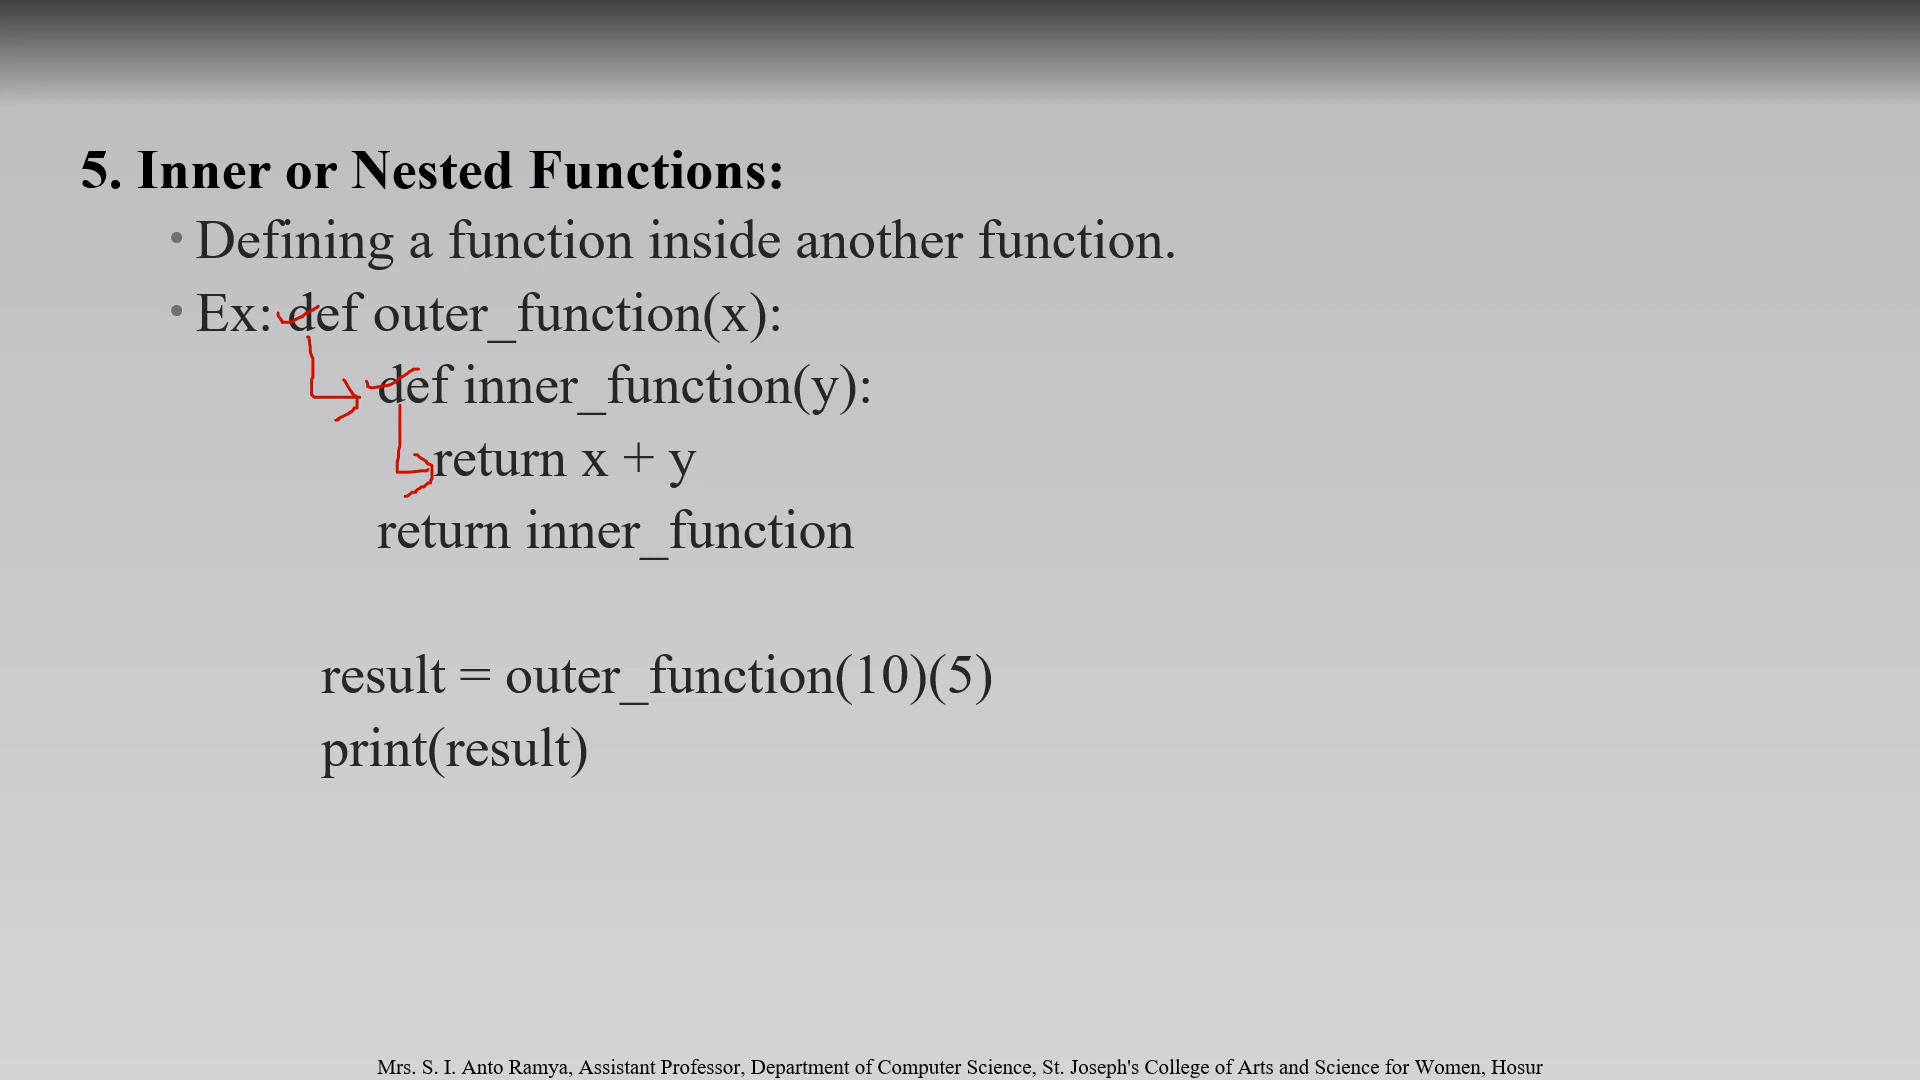 5. Inner or Nested Functions:
• Defining a function inside another function.
• Ex: def outer_function(x):
def inner_function(y):
return x + y
return inner_function
result = outer_function(10)(5)
print(result)
Mrs. S. I. Anto Ramya, Assistant Professor, Department of Computer Science, St. Joseph's College of Arts and Science for Women, Hosur